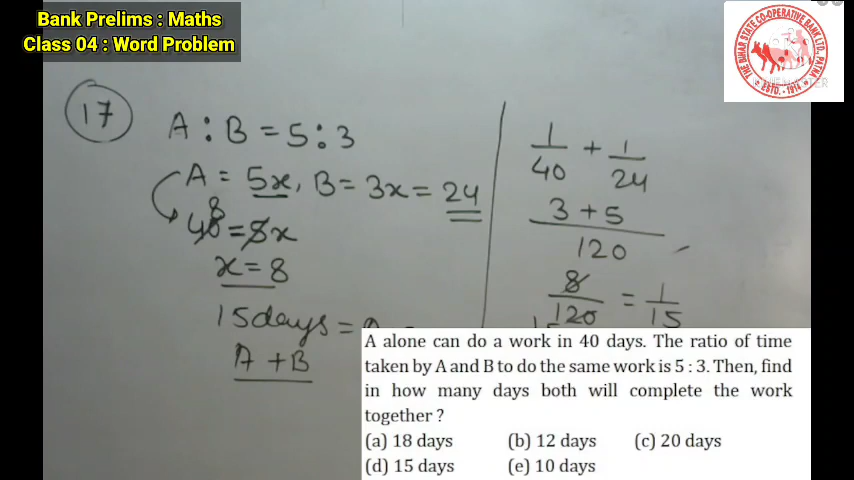 Bank Prelims : Maths
Class 04 : Word Problem
THE BIHAR STATE CO-OPERATIVE BANK LTD., PATNA
ESTD. - 1914
17
A : B = 5 : 3
A = 5x, B = 3x = 24
8
40 = 5x
x = 8
15 days =
A + B
1/40 + 1/24
3 + 5
120
8/120 = 1/15
A alone can do a work in 40 days. The ratio of time
taken by A and B to do the same work is 5 : 3. Then, find
in how many days both will complete the work
together ?
(a) 18 days (b) 12 days (c) 20 days
(d) 15 days (e) 10 days